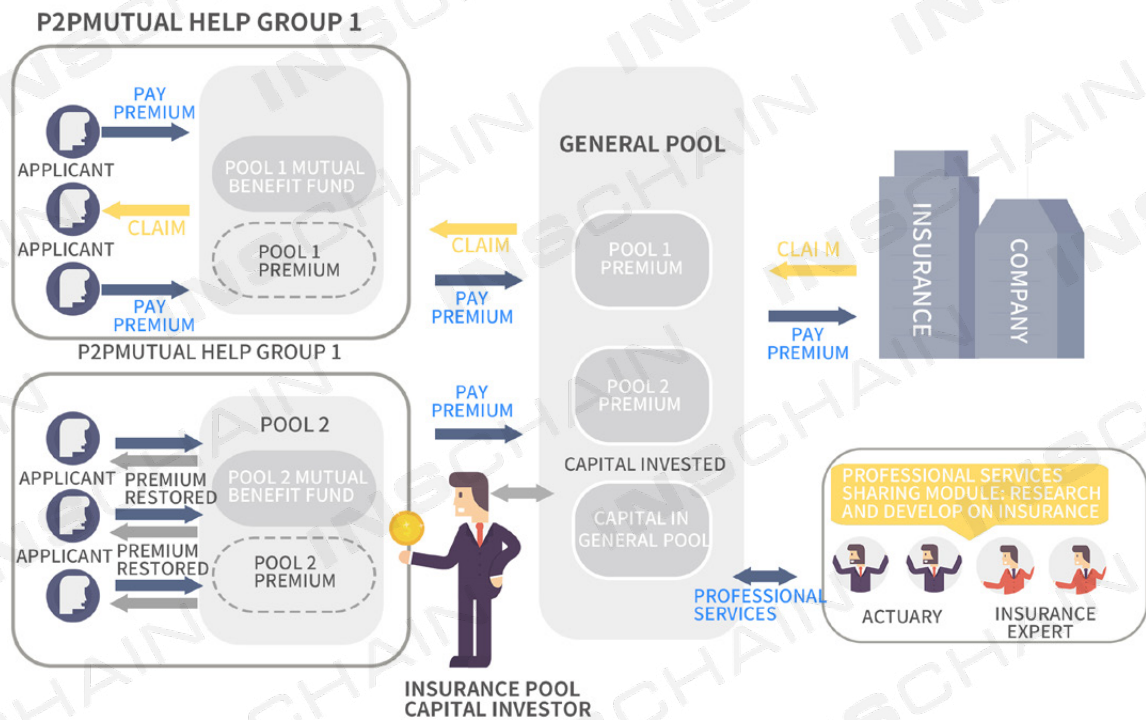 P2PMUTUAL HELP GROUP 1
PAY
PREMIUM
APPLICANT
CLAIM
APPLICANT
PAY
PREMIUM
POOL 1 MUTUAL
BENEFIT FUND
POOL 1
PREMIUM
P2PMUTUAL HELP GROUP 1
CLAIM
PAY
PREMIUM
GENERAL POOL
POOL 1
PREMIUM
POOL 2
PREMIUM
CAPITAL INVESTED
CAPITAL IN
GENERAL POOL
CLAIM
PAY
PREMIUM
INSURANCE
COMPANY
PAY
PREMIUM
APPLICANT
PREMIUM
RESTORED
APPLICANT
PREMIUM
RESTORED
POOL 2
POOL 2 MUTUAL
BENEFIT FUND
POOL 2
PREMIUM
INSURANCE POOL
CAPITAL INVESTOR
PROFESSIONAL
SERVICES
PROFESSIONAL SERVICES
SHARING MODULE: RESEARCH
AND DEVELOP ON INSURANCE
ACTUARY
INSURANCE
EXPERT
INSCHAIN